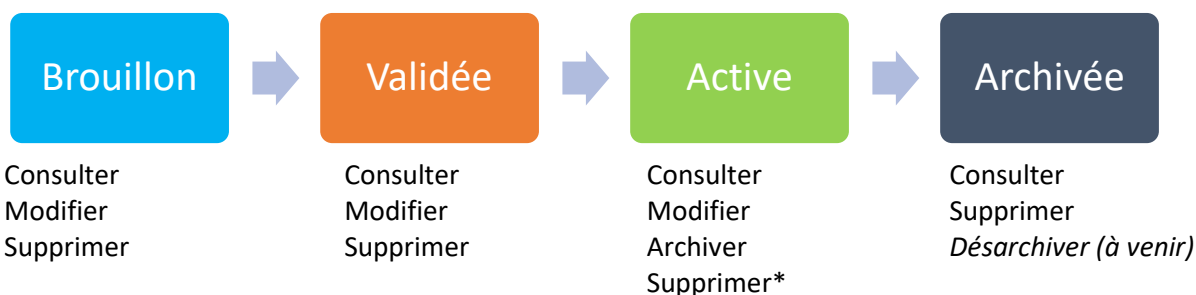 Brouillon
Validée
Active
Archivée
Consulter
Modifier
Supprimer
Consulter
Modifier
Supprimer
Consulter
Modifier
Archiver
Supprimer*
Consulter
Supprimer
Désarchiver (à venir)